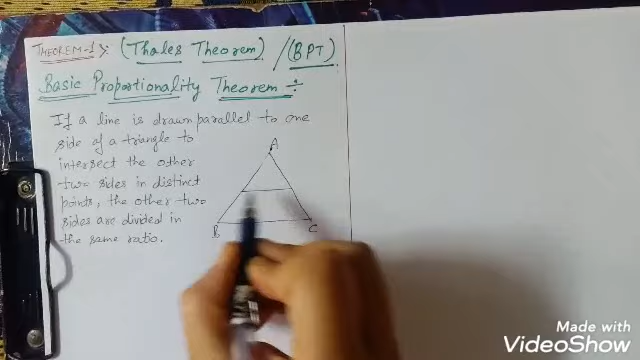 THEOREM-1 :- (Thales Theorem) / (BPT)
Basic Proportionality Theorem :-
If a line is drawn parallel to one
side of a triangle to
intersect the other
two sides in distinct
points, the other two
sides are divided in
the same ratio.
A
B
C
Made with
VideoShow